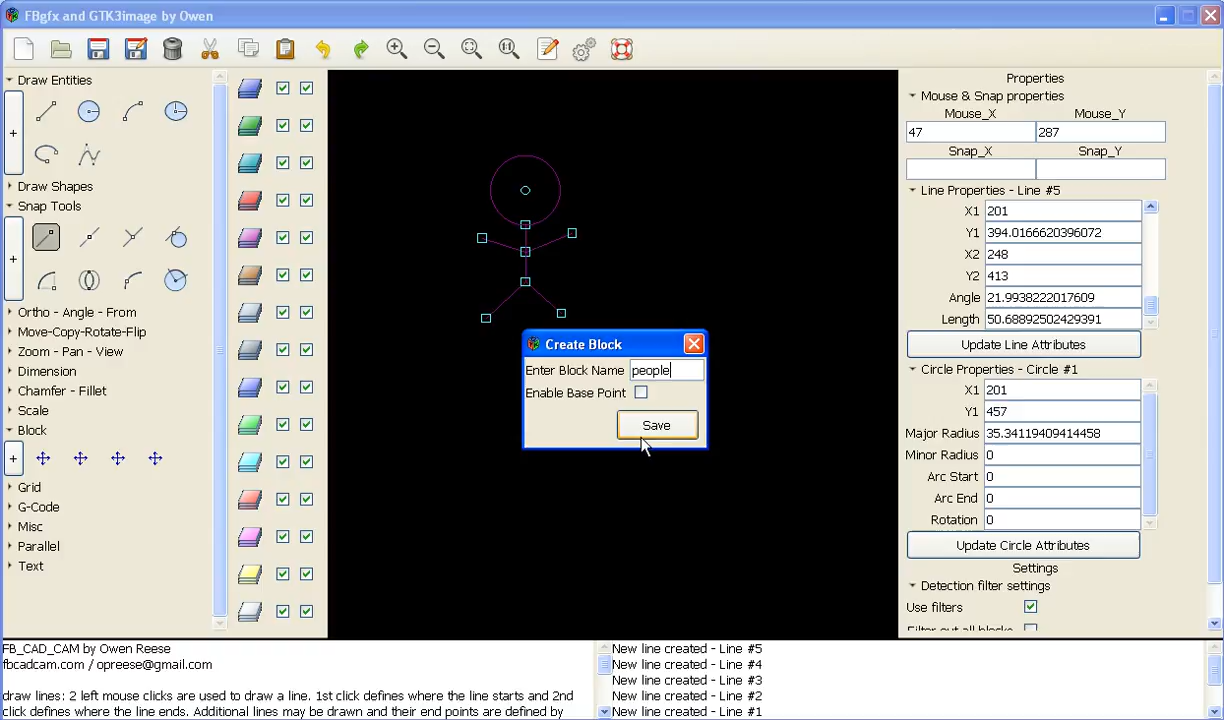 FBgfx and GTK3image by Owen
Draw Entities
+
Draw Shapes
Snap Tools
+
Ortho - Angle - From
Move-Copy-Rotate-Flip
Zoom - Pan - View
Dimension
Chamfer - Fillet
Scale
Block
+
Grid
G-Code
Misc
Parallel
Text
Create Block
Enter Block Name people
Enable Base Point
Save
Properties
Mouse & Snap properties
Mouse_X Mouse_Y
47 287
Snap_X Snap_Y
Line Properties - Line #5
X1 201
Y1 394.0166620396072
X2 248
Y2 413
Angle 21.9938222017609
Length 50.68892502429391
Update Line Attributes
Circle Properties - Circle #1
X1 201
Y1 457
Major Radius 35.34119409414458
Minor Radius 0
Arc Start 0
Arc End 0
Rotation 0
Update Circle Attributes
Settings
Detection filter settings
Use filters
Filter out all blocks
FB_CAD_CAM by Owen Reese
fbcadcam.com / opreese@gmail.com
draw lines: 2 left mouse clicks are used to draw a line. 1st click defines where the line starts and 2nd
click defines where the line ends. Additional lines may be drawn and their end points are defined by
New line created - Line #5
New line created - Line #4
New line created - Line #3
New line created - Line #2
New line created - Line #1